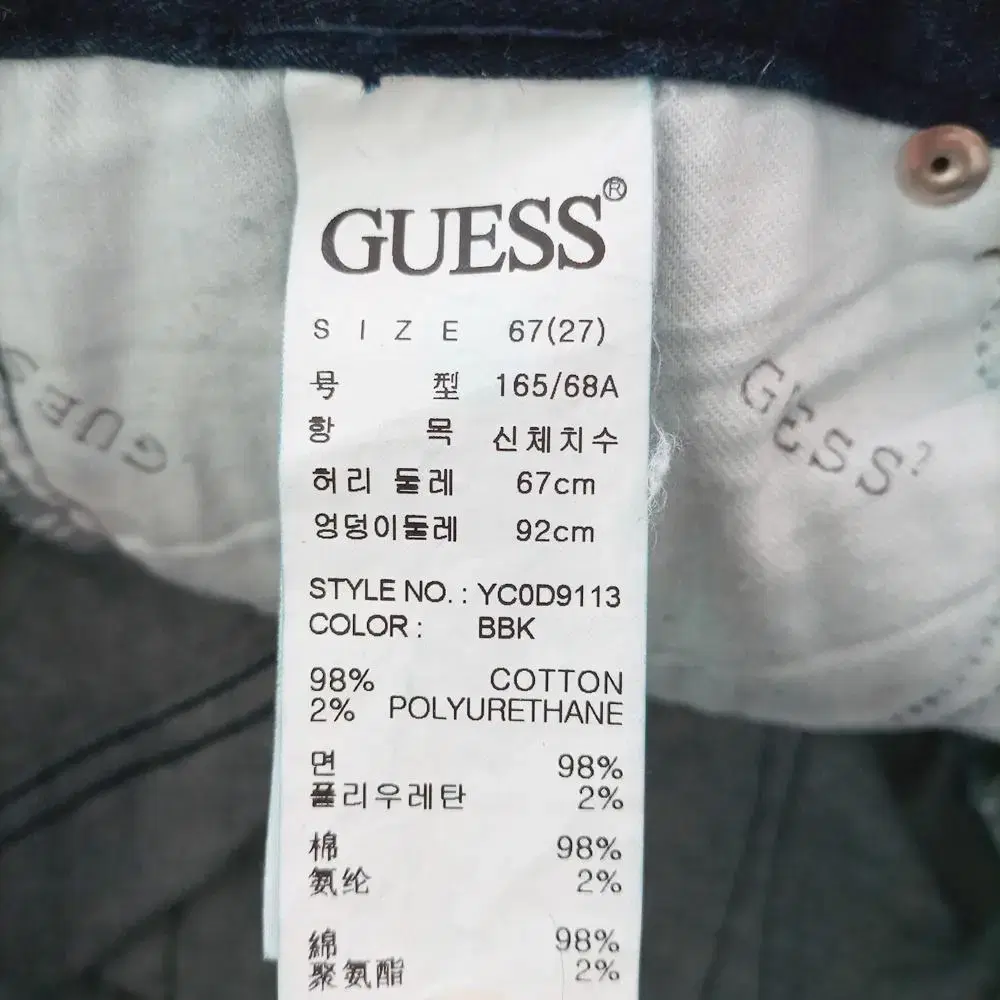 GUESS®
SIZE 67(27)
号 型 165/68A
항 목 신체치수
허리 둘레 67cm
엉덩이둘레 92cm
STYLE NO. : YC0D9113
COLOR : BBK
98% COTTON
2% POLYURETHANE
면 98%
폴리우레탄 2%
棉 98%
氨纶 2%
綿 98%
聚氨酯 2%
GUESS
GUESS?